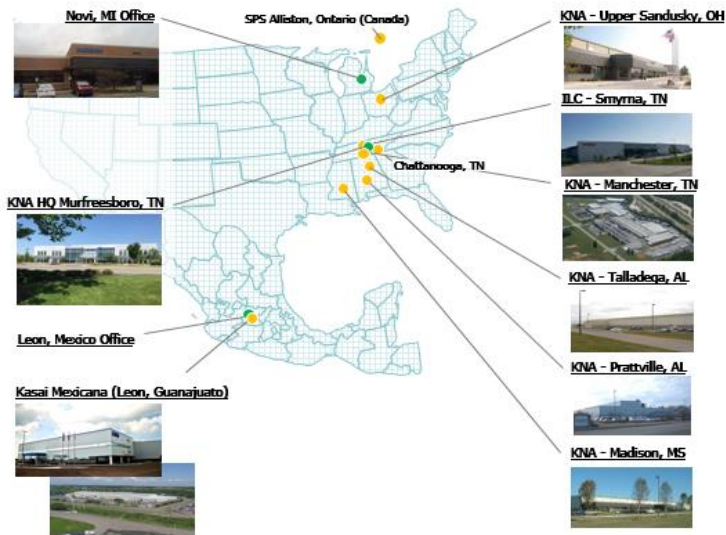 Novi, MI Office
SPS Alliston, Ontario (Canada)
KNA - Upper Sandusky, OH
ILC - Smyrna, TN
Chattanooga, TN
KNA - Manchester, TN
KNA HQ Murfreesboro, TN
KNA - Talladega, AL
Leon, Mexico Office
KNA - Prattville, AL
Kasai Mexicana (Leon, Guanajuato)
KNA - Madison, MS